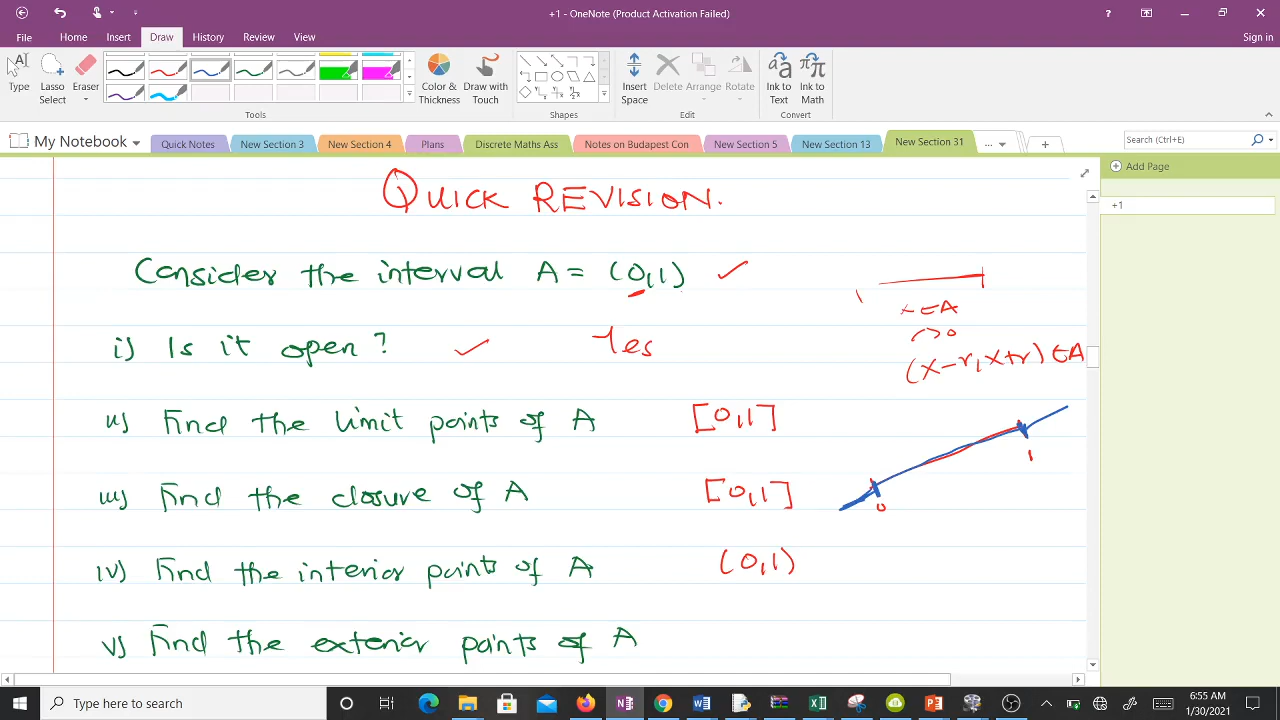 +1 - OneNote (Product Activation Failed)
File Home Insert Draw History Review View Sign in
Type
Lasso Select
Eraser
Color & Thickness
Draw with Touch
Insert Space
Delete Arrange Rotate
Ink to Text
Ink to Math
Tools Shapes Edit Convert
My Notebook Quick Notes New Section 3 New Section 4 Plans Discrete Maths Ass Notes on Budapest Con New Section 5 New Section 13 New Section 31 ... Search (Ctrl+E)
Add Page
+1
QUICK REVISION.
Consider the interval A = (0,1) ✓
x ∈ A
r > 0
(x-r, x+r) ∈ A
i) Is it open? ✓ Yes
ii) Find the limit points of A [0,1]
iii) Find the closure of A [0,1]
0 1
iv) Find the interior points of A (0,1)
v) Find the exterior points of A
Type here to search
6:55 AM
1/30/2021